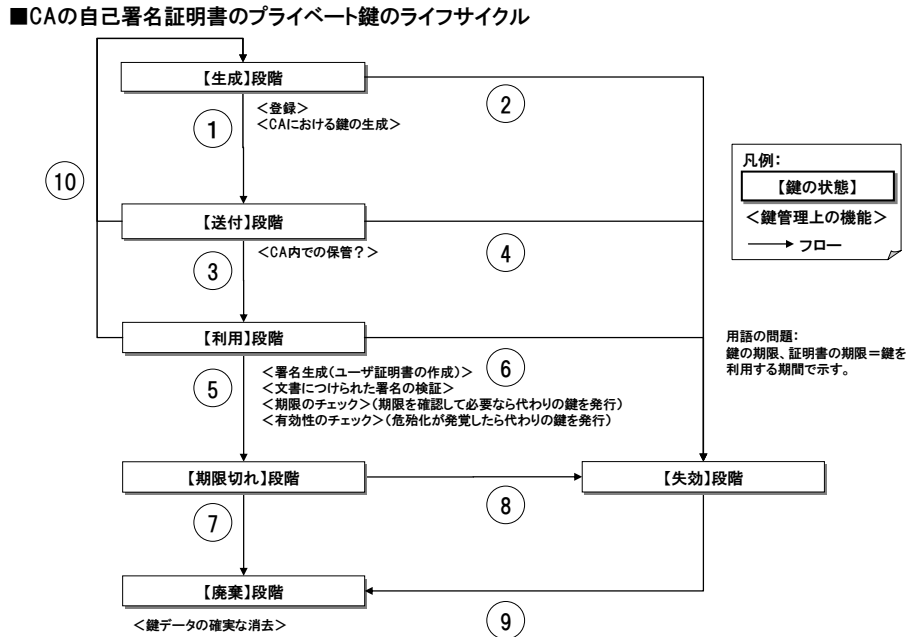 ■CAの自己署名証明書のプライベート鍵のライフサイクル
【生成】段階
②
<登録>
<CAにおける鍵の生成>
①
凡例:
【鍵の状態】
<鍵管理上の機能>
フロー
⑩
【送付】段階
④
<CA内での保管?>
③
【利用】段階
用語の問題:
鍵の期限、証明書の期限=鍵を
利用する期間で示す。
⑥
<署名生成(ユーザ証明書の作成)>
<文書につけられた署名の検証>
<期限のチェック>(期限を確認して必要なら代わりの鍵を発行)
<有効性のチェック>(危殆化が発覚したら代わりの鍵を発行)
⑤
【期限切れ】段階
【失効】段階
⑧
⑦
【廃棄】段階
⑨
<鍵データの確実な消去>